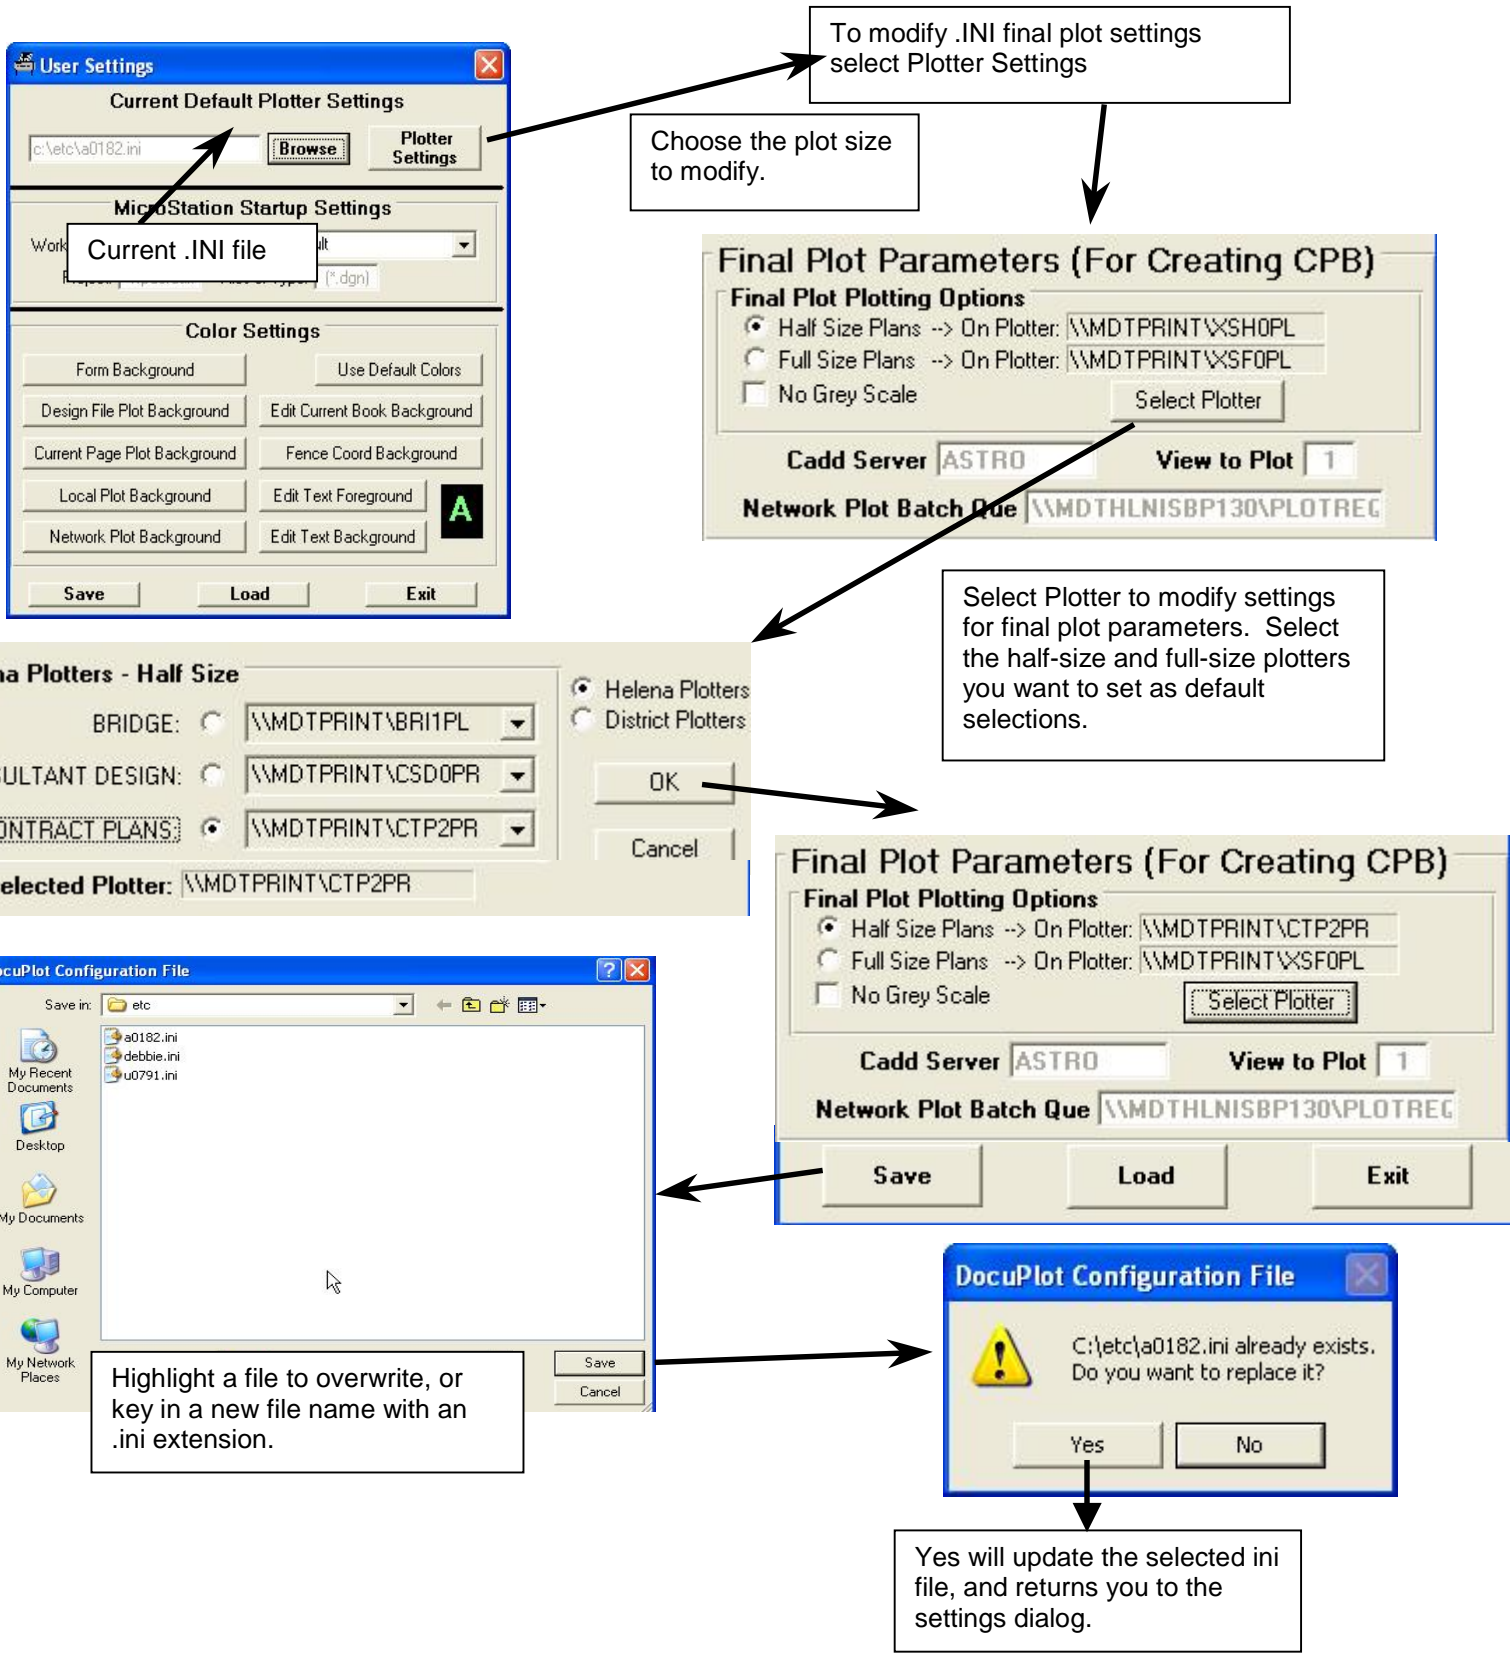 To modify .INI final plot settings
select Plotter Settings
User Settings
Current Default Plotter Settings
c:\etc\a0182.ini
Browse
Plotter
Settings
Choose the plot size
to modify.
MicroStation Startup Settings
Work
Current .INI file
(*.dgn)
Color Settings
Form Background
Use Default Colors
Design File Plot Background
Edit Current Book Background
Current Page Plot Background
Fence Coord Background
Local Plot Background
Edit Text Foreground
A
Network Plot Background
Edit Text Background
Save
Load
Exit
Final Plot Parameters (For Creating CPB)
Final Plot Plotting Options
Half Size Plans --> On Plotter: \\MDTPRINT\XSH0PL
Full Size Plans --> On Plotter: \\MDTPRINT\XSF0PL
No Grey Scale
Select Plotter
Cadd Server ASTRO
View to Plot 1
Network Plot Batch Que \\MDTHLNISBP130\PLOTREG
Select Plotter to modify settings
for final plot parameters. Select
the half-size and full-size plotters
you want to set as default
selections.
na Plotters - Half Size
BRIDGE: \\MDTPRINT\BRI1PL
SULTANT DESIGN: \\MDTPRINT\CSD0PR
ONTRACT PLANS: \\MDTPRINT\CTP2PR
elected Plotter: \\MDTPRINT\CTP2PR
Helena Plotters
District Plotters
OK
Cancel
Final Plot Parameters (For Creating CPB)
Final Plot Plotting Options
Half Size Plans --> On Plotter: \\MDTPRINT\CTP2PR
Full Size Plans --> On Plotter: \\MDTPRINT\XSF0PL
No Grey Scale
Select Plotter
Cadd Server ASTRO
View to Plot 1
Network Plot Batch Que \\MDTHLNISBP130\PLOTREG
Save
Load
Exit
ocuPlot Configuration File
Save in: etc
a0182.ini
debbie.ini
u0791.ini
My Recent
Documents
Desktop
My Documents
My Computer
My Network
Places
Save
Cancel
Highlight a file to overwrite, or
key in a new file name with an
.ini extension.
DocuPlot Configuration File
C:\etc\a0182.ini already exists.
Do you want to replace it?
Yes
No
Yes will update the selected ini
file, and returns you to the
settings dialog.